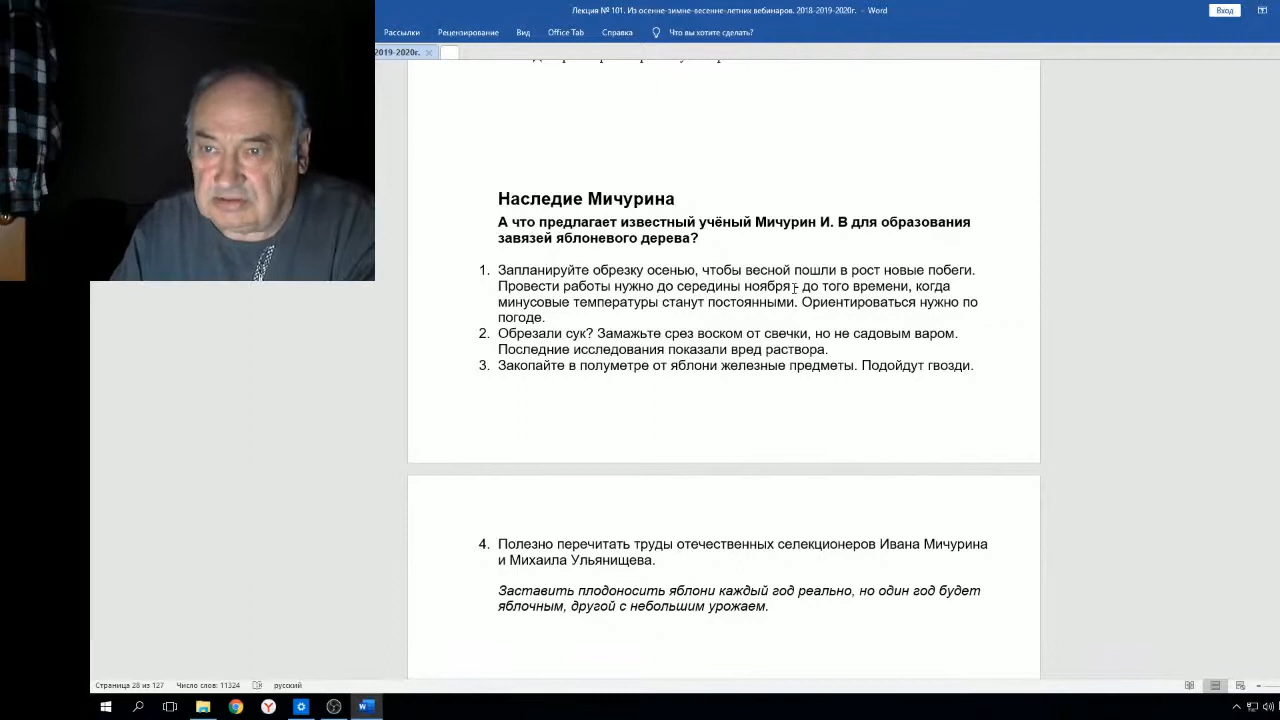 Лекция № 101. Из осенне-зимне-весенне-летних вебинаров. 2018-2019-2020г. – Word
Вход
Рассылки Рецензирование Вид Office Tab Справка Что вы хотите сделать?
2019-2020г.
Наследие Мичурина
А что предлагает известный учёный Мичурин И. В для образования
завязей яблоневого дерева?
1. Запланируйте обрезку осенью, чтобы весной пошли в рост новые побеги.
Провести работы нужно до середины ноября - до того времени, когда
минусовые температуры станут постоянными. Ориентироваться нужно по
погоде.
2. Обрезали сук? Замажьте срез воском от свечки, но не садовым варом.
Последние исследования показали вред раствора.
3. Закопайте в полуметре от яблони железные предметы. Подойдут гвозди.
4. Полезно перечитать труды отечественных селекционеров Ивана Мичурина
и Михаила Ульянищева.
Заставить плодоносить яблони каждый год реально, но один год будет
яблочным, другой с небольшим урожаем.
Страница 28 из 127 Число слов: 11324 русский